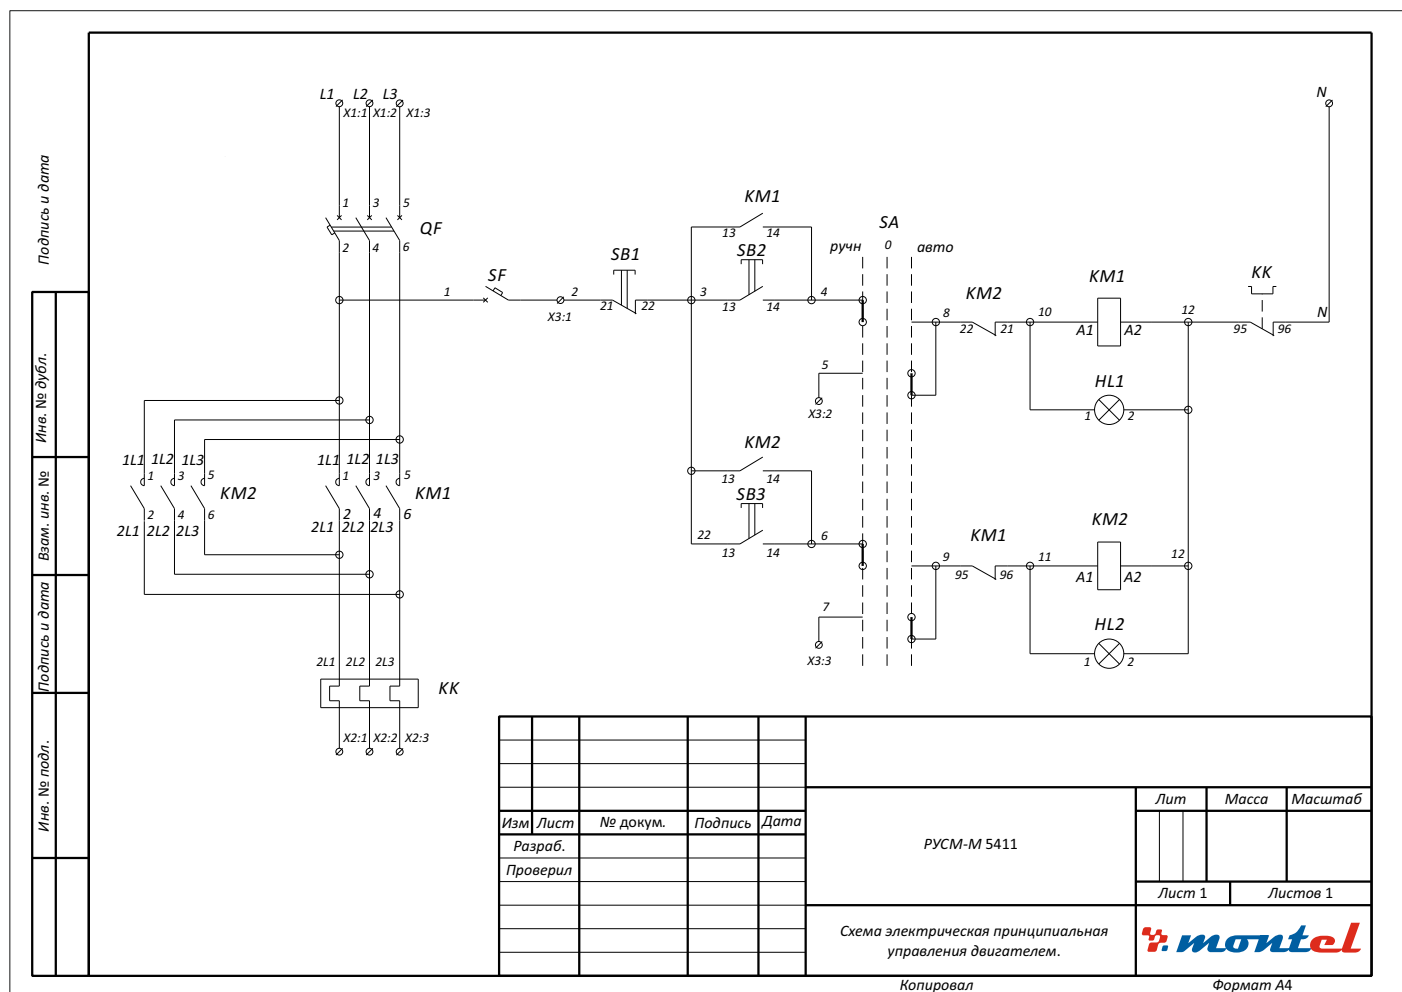 L1 L2 L3 N
X1:1 X1:2 X1:3
Подпись и дата
KM1
1 3 5
13 14
SA
QF
ручн 0 авто
2 4 6
SB1 SB2
SF KM2 KM1 KK
1 2 3 4
21 22 13 14
X3:1
8 10 12 N
22 21 A1 A2 95 96
5
HL1
X3:2
1 2
Инв. № дубл.
KM2
1L1 1L2 1L3 1L1 1L2 1L3
1 3 5 1 3 5
13 14
KM2 KM1
SB3
2 4 6 2 4 6
2L1 2L2 2L3 2L1 2L2 2L3
Взам. инв. №
22 6
13 14
KM1 KM2
9 11 12
95 96 A1 A2
7
HL2
X3:3
1 2
Подпись и дата
2L1 2L2 2L3
KK
X2:1 X2:2 X2:3
Инв. № подл.
Лит Масса Масштаб
Изм Лист № докум. Подпись Дата
Разраб.
Проверил
РУСМ-М 5411
Лист 1 Листов 1
Схема электрическая принципиальная
управления двигателем.
montel
Копировал Формат А4